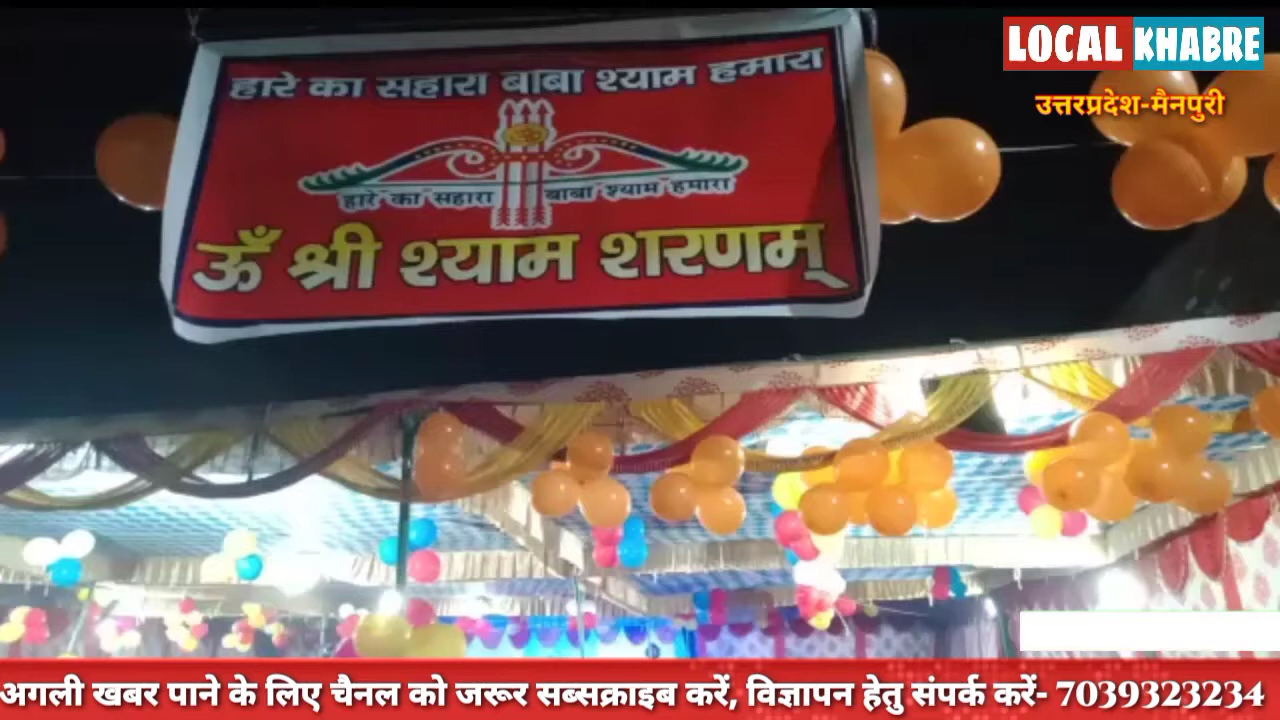 LOCAL KHABRE
उत्तरप्रदेश-मैनपुरी
हारे का सहारा बाबा श्याम हमारा
हारे का सहारा बाबा श्याम हमारा
ॐ श्री श्याम शरणम्
अगली खबर पाने के लिए चैनल को जरूर सब्सक्राइब करें, विज्ञापन हेतु संपर्क करें- 7039323234